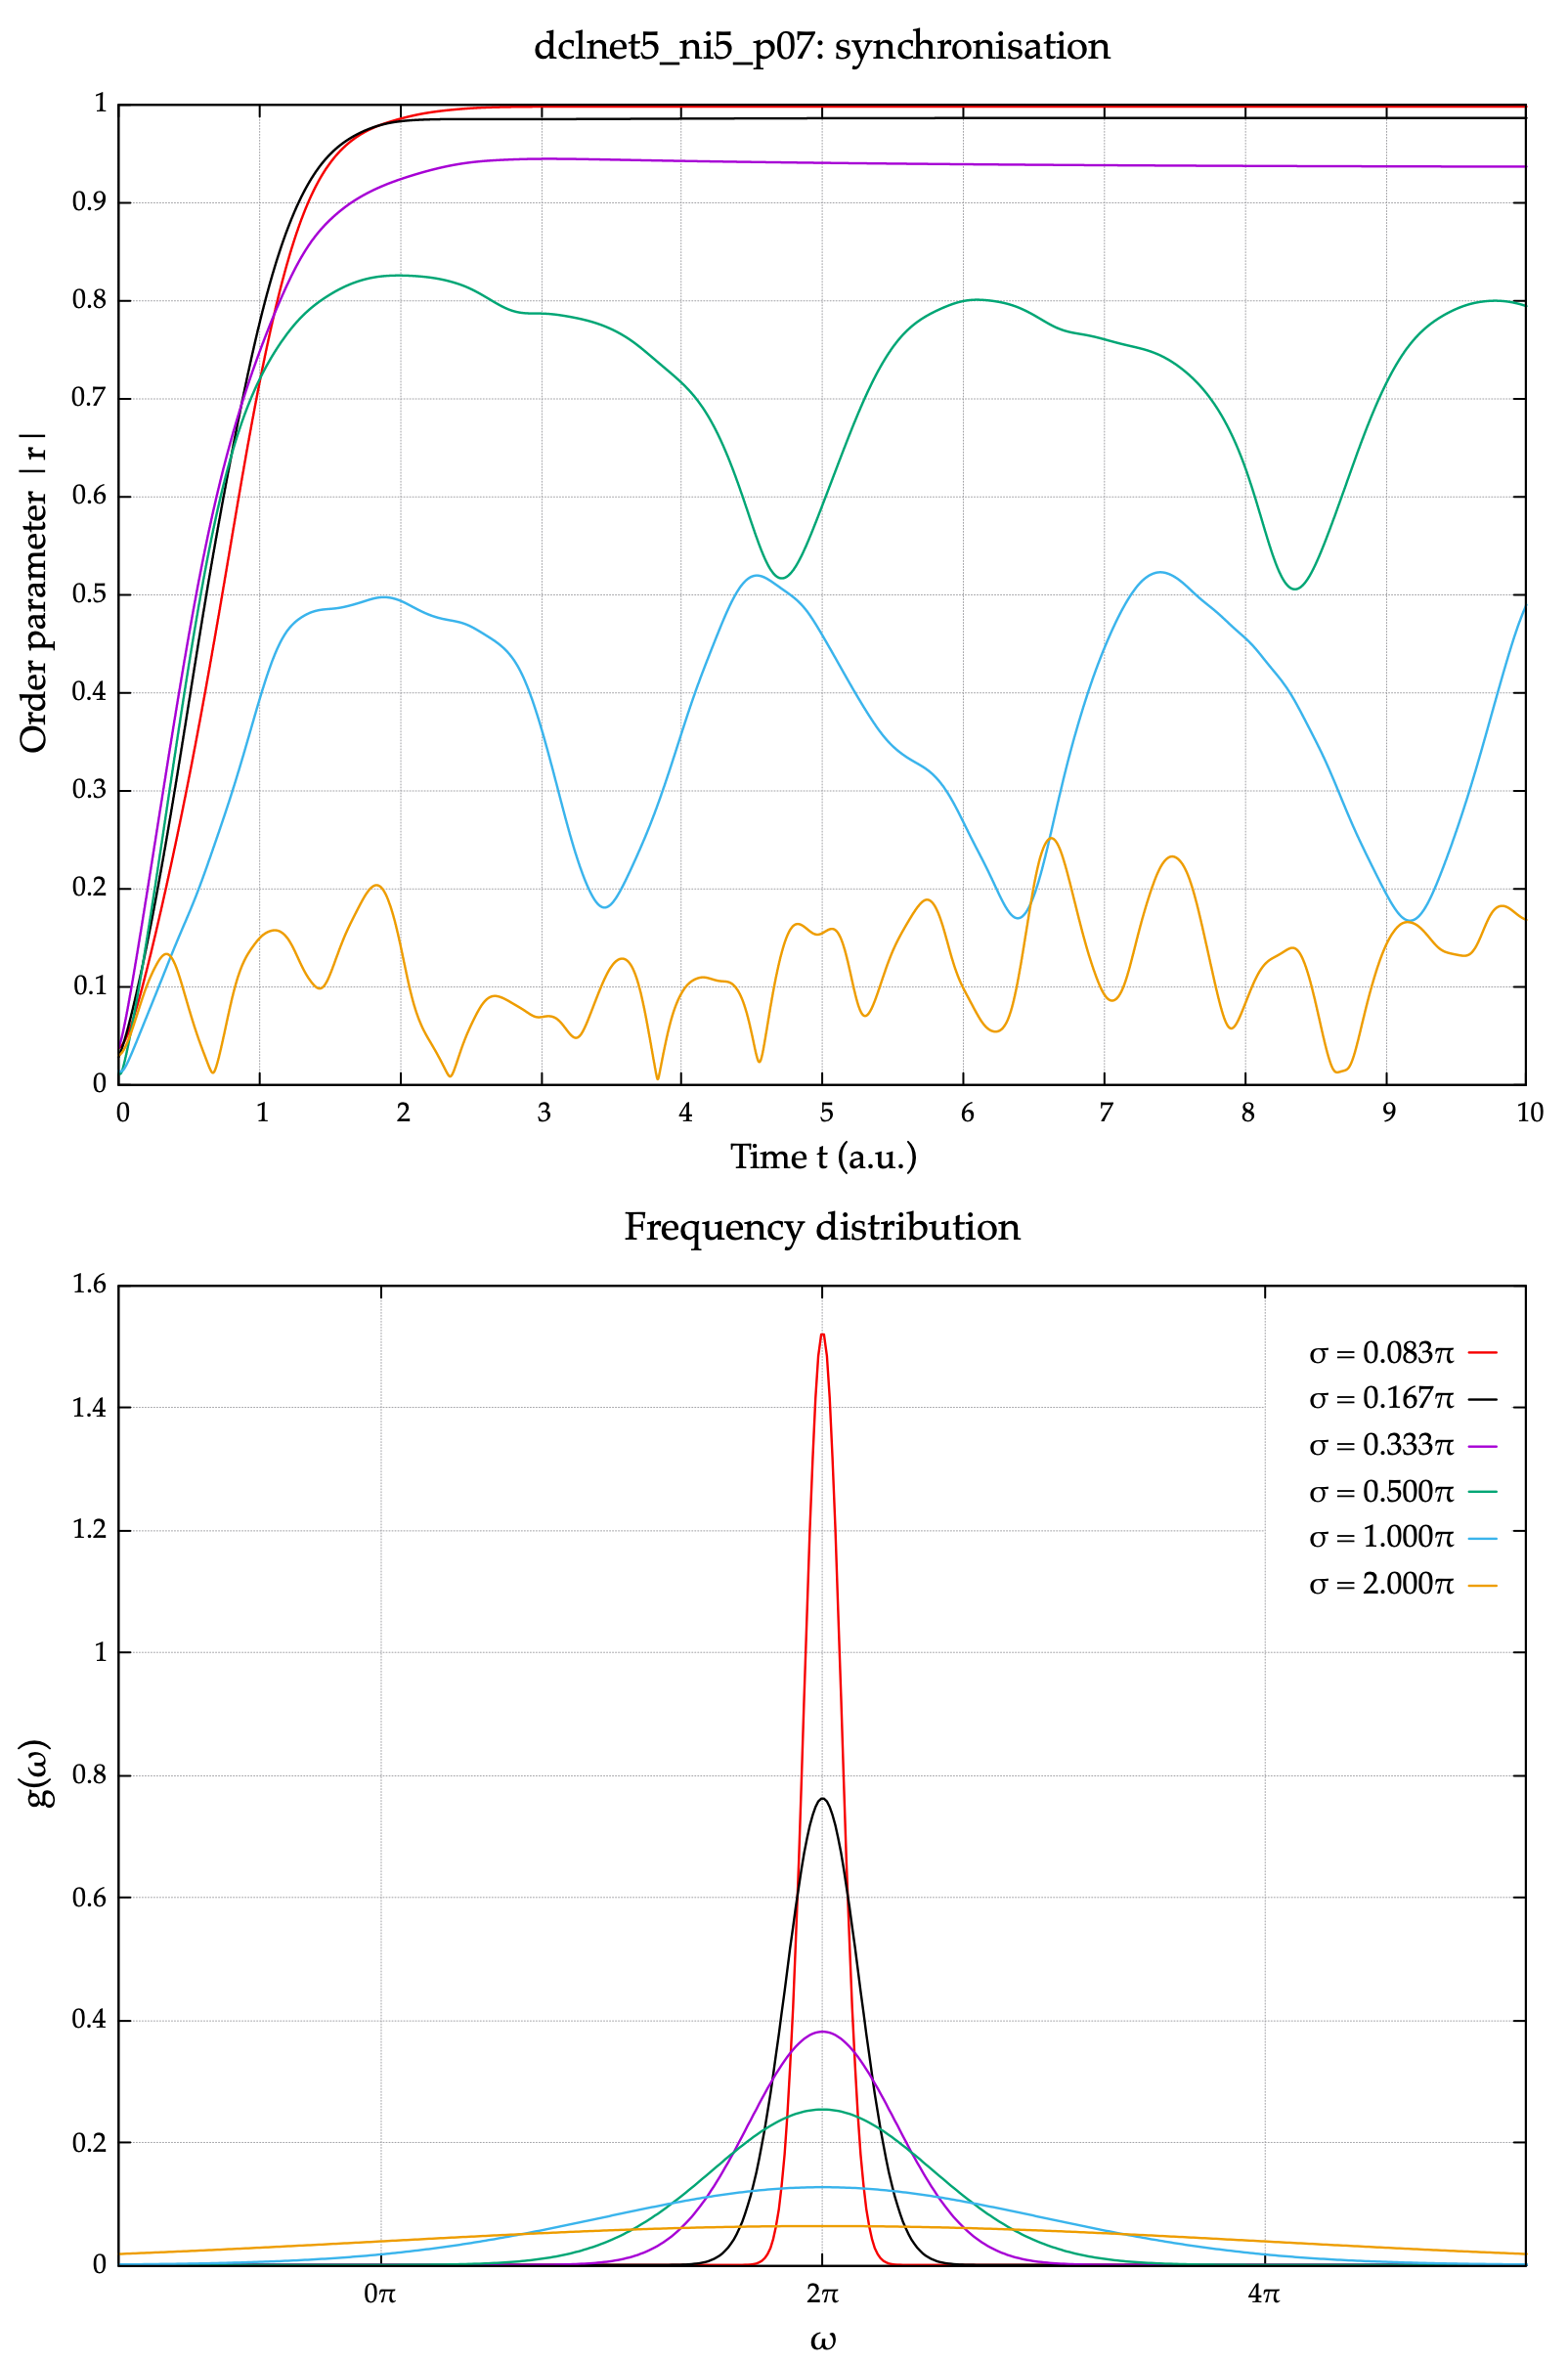 dclnet5_ni5_p07: synchronisation
1
0.9
0.8
0.7
0.6
0.5
0.4
0.3
0.2
0.1
0
Order parameter |r|
0 1 2 3 4 5 6 7 8 9 10
Time t (a.u.)
Frequency distribution
1.6
1.4
1.2
1
0.8
0.6
0.4
0.2
0
g(ω)
σ = 0.083π
σ = 0.167π
σ = 0.333π
σ = 0.500π
σ = 1.000π
σ = 2.000π
0π 2π 4π
ω